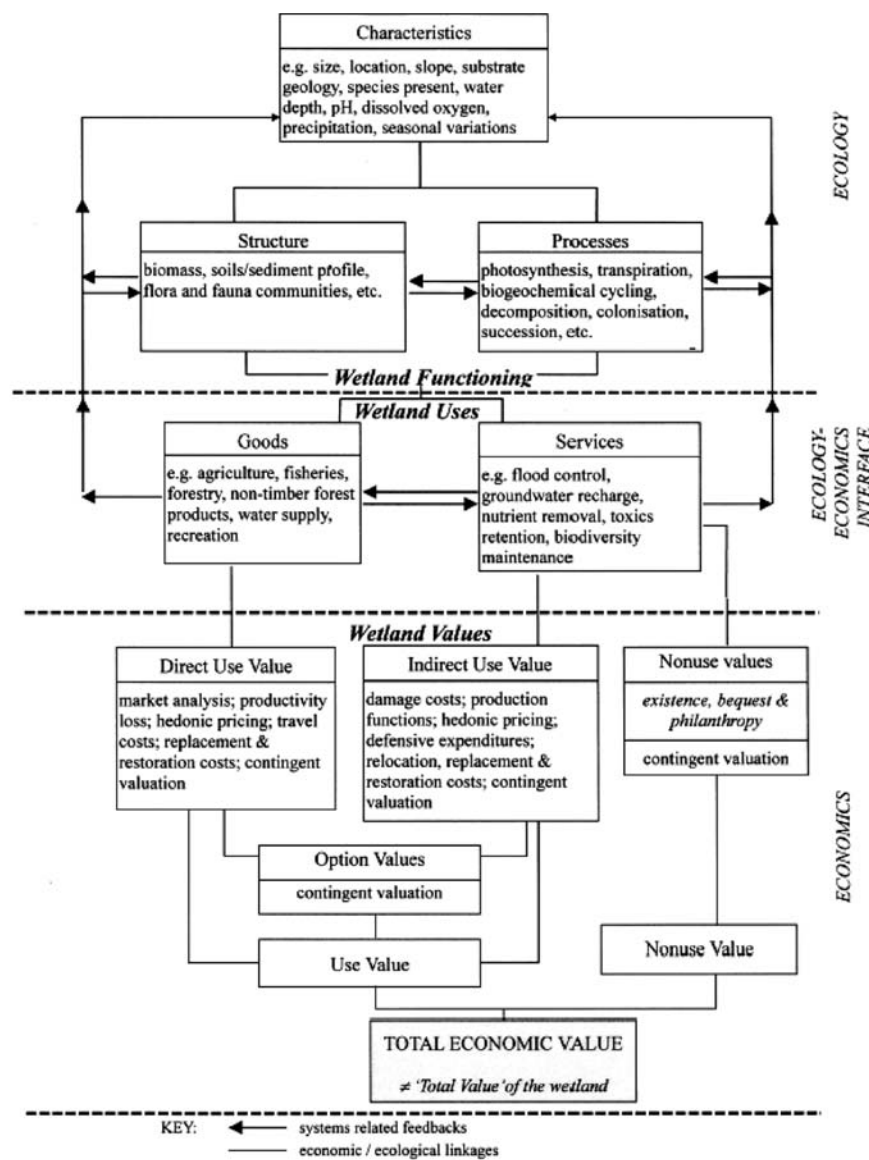 Characteristics
e.g. size, location, slope, substrate
geology, species present, water
depth, pH, dissolved oxygen,
precipitation, seasonal variations
ECOLOGY
Structure
biomass, soils/sediment profile,
flora and fauna communities, etc.
Processes
photosynthesis, transpiration,
biogeochemical cycling,
decomposition, colonisation,
succession, etc.
Wetland Functioning
Wetland Uses
Goods
e.g. agriculture, fisheries,
forestry, non-timber forest
products, water supply,
recreation
Services
e.g. flood control,
groundwater recharge,
nutrient removal, toxics
retention, biodiversity
maintenance
ECOLOGY-
ECONOMICS
INTERFACE
Wetland Values
Direct Use Value
market analysis; productivity
loss; hedonic pricing; travel
costs; replacement &
restoration costs; contingent
valuation
Indirect Use Value
damage costs; production
functions; hedonic pricing;
defensive expenditures;
relocation, replacement &
restoration costs; contingent
valuation
Nonuse values
existence, bequest &
philanthropy
contingent valuation
ECONOMICS
Option Values
contingent valuation
Use Value
Nonuse Value
TOTAL ECONOMIC VALUE
≠ 'Total Value' of the wetland
KEY:
systems related feedbacks
economic / ecological linkages